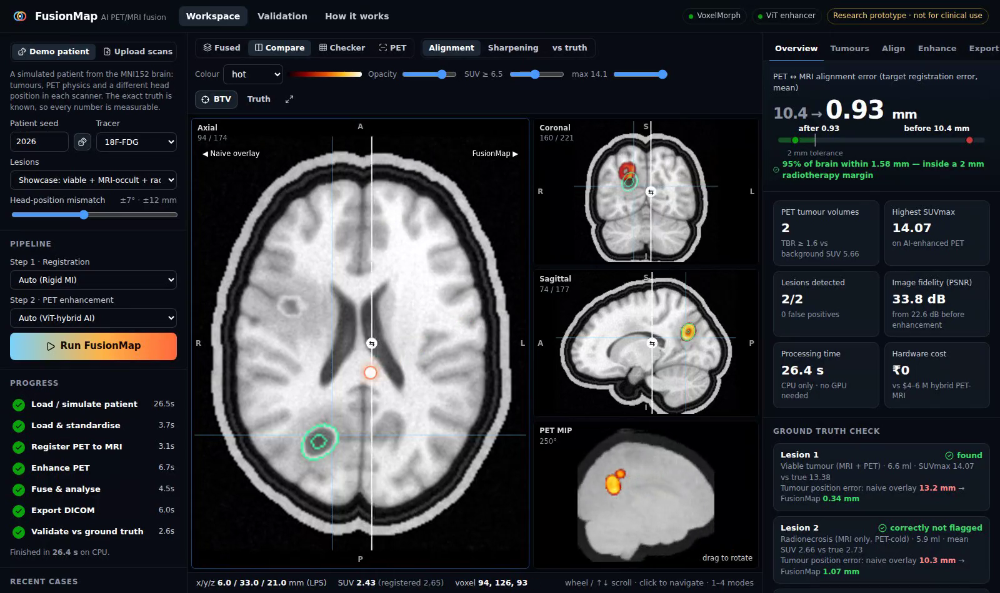 FusionMap AI PET/MRI fusion
Workspace
Validation
How it works
VoxelMorph
ViT enhancer
Research prototype · not for clinical use
Demo patient
Upload scans
A simulated patient from the MNI152 brain:
tumours, PET physics and a different head
position in each scanner. The exact truth is
known, so every number is measurable.
Patient seed
Tracer
2026
18F-FDG
Lesions
Showcase: viable + MRI-occult + rac
Head-position mismatch ±7° · ±12 mm
PIPELINE
Step 1 · Registration
Auto (Rigid MI)
Step 2 · PET enhancement
Auto (ViT-hybrid AI)
Run FusionMap
PROGRESS
Load / simulate patient 26.5s
Load & standardise 3.7s
Register PET to MRI 3.1s
Enhance PET 6.7s
Fuse & analyse 4.5s
Export DICOM 6.0s
Validate vs ground truth 2.6s
Finished in 26.4 s on CPU.
RECENT CASES
Fused
Compare
Checker
PET
Alignment
Sharpening
vs truth
Colour
hot
Opacity
SUV ≥ 6.5
max 14.1
BTV
Truth
Axial
94 / 174
A
◀ Naive overlay
FusionMap ▶
R
L
P
Coronal
160 / 221
S
R
L
I
Sagittal
74 / 177
S
A
P
I
PET MIP
250°
drag to rotate
x/y/z 6.0 / 33.0 / 21.0 mm (LPS)
SUV 2.43 (registered 2.65)
voxel 94, 126, 93
wheel / ↑↓ scroll · click to navigate · 1–4 modes
Overview
Tumours
Align
Enhance
Export
PET ↔ MRI alignment error (target registration error,
mean)
10.4 → 0.93 mm
after 0.93
before 10.4 mm
2 mm tolerance
95% of brain within 1.58 mm — inside a 2 mm
radiotherapy margin
PET tumour volumes
2
TBR ≥ 1.6 vs
background SUV 5.66
Highest SUVmax
14.07
on AI-enhanced PET
Lesions detected
2/2
0 false positives
Image fidelity (PSNR)
33.8 dB
from 22.6 dB before
enhancement
Processing time
26.4 s
CPU only · no GPU
needed
Hardware cost
₹0
vs $4–6 M hybrid PET-
MRI
GROUND TRUTH CHECK
Lesion 1
found
Viable tumour (MRI + PET) · 6.6 ml · SUVmax 14.07
vs true 13.38
Tumour position error: naive overlay 13.2 mm →
FusionMap 0.34 mm
Lesion 2
correctly not flagged
Radionecrosis (MRI only, PET-cold) · 5.9 ml · mean
SUV 2.66 vs true 2.73
Tumour position error: naive overlay 10.3 mm →
FusionMap 1.07 mm